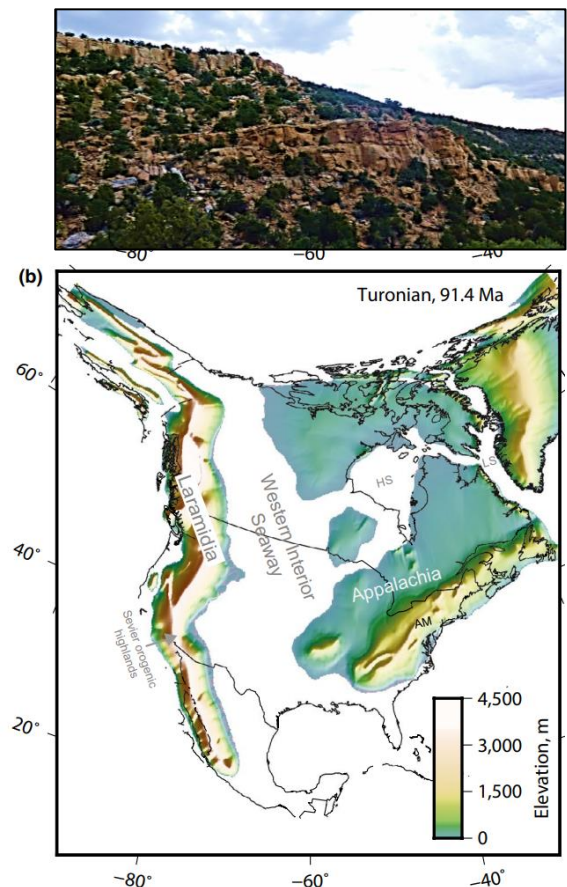 −80°
−60°
−40°
(b)
Turonian, 91.4 Ma
60°
LS
HS
Laramidia
Western Interior
Seaway
40°
Appalachia
AM
Sevier orogenic
highlands
4,500
3,000
1,500
0
Elevation, m
20°
−80°
−60°
−40°